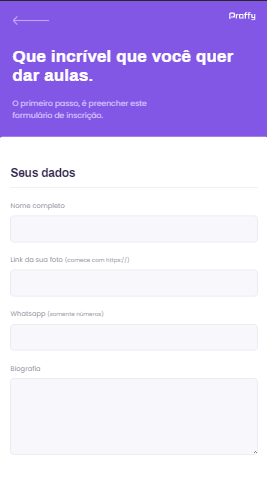 Proffy
Que incrível que você quer
dar aulas.
O primeiro passo, é preencher este
formulário de inscrição.
Seus dados
Nome completo
Link da sua foto (comece com https://)
Whatsapp (somente números)
Biografia